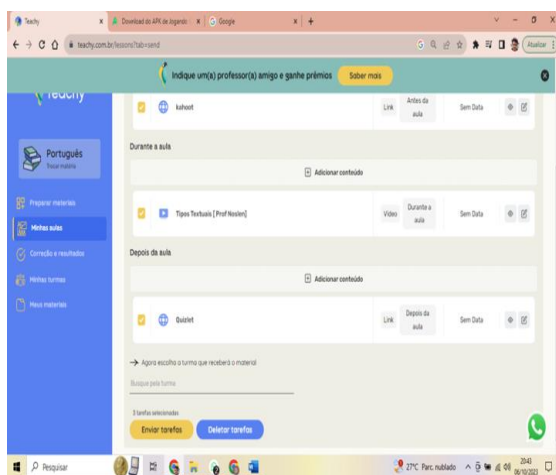 Teachy
Download do APK de Jogando
Google
teachy.com.br/lessons?tab=send
Atualizar
Indique um(a) professor(a) amigo e ganhe prêmios
Saber mais
Teachy
Português
Trocar matéria
Preparar materiais
Minhas aulas
Correção e resultados
Minhas turmas
Meus materiais
kahoot
Link
Antes da aula
Sem Data
Durante a aula
Adicionar conteúdo
Tipos Textuais [ Prof Noslen]
Vídeo
Durante a aula
Sem Data
Depois da aula
Adicionar conteúdo
Quizlet
Link
Depois da aula
Sem Data
Agora escolha a turma que receberá o material
Busque pela turma
3 tarefas selecionadas
Enviar tarefas
Deletar tarefas
Pesquisar
27°C Parc. nublado
20:43
06/10/2023